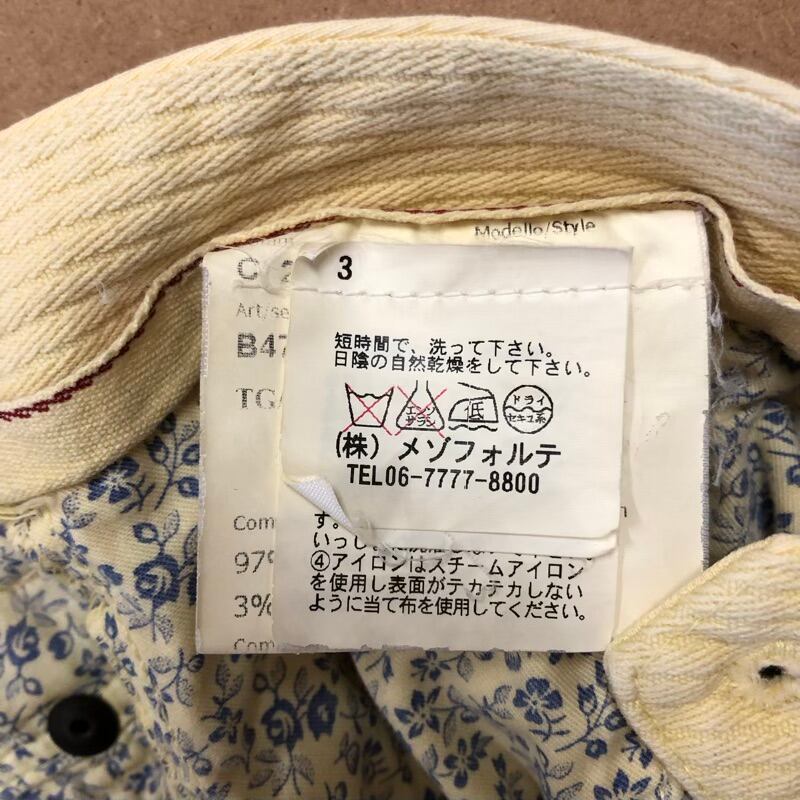 Modello/Style
3
C
Art/se
B47
短時間で、洗って下さい。
日陰の自然乾燥をして下さい。
エンソ
サラシ
低
ドライ
セキユ系
(株) メゾフォルテ
TEL06-7777-8800
Com
す。
97%
④アイロンはスチームアイロン
を使用し表面がテカテカしない
3%
ように当て布を使用してください。
Com